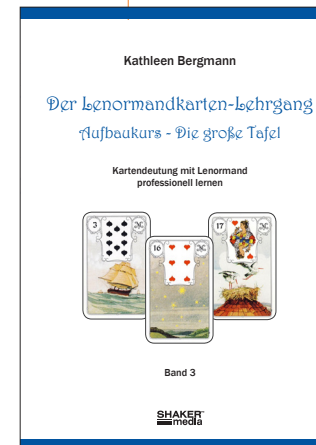 Kathleen Bergmann
Der Lenormandkarten-Lehrgang
Aufbaukurs - Die große Tafel
Kartendeutung mit Lenormand
professionell lernen
3
16
17
Band 3
SHAKER
media